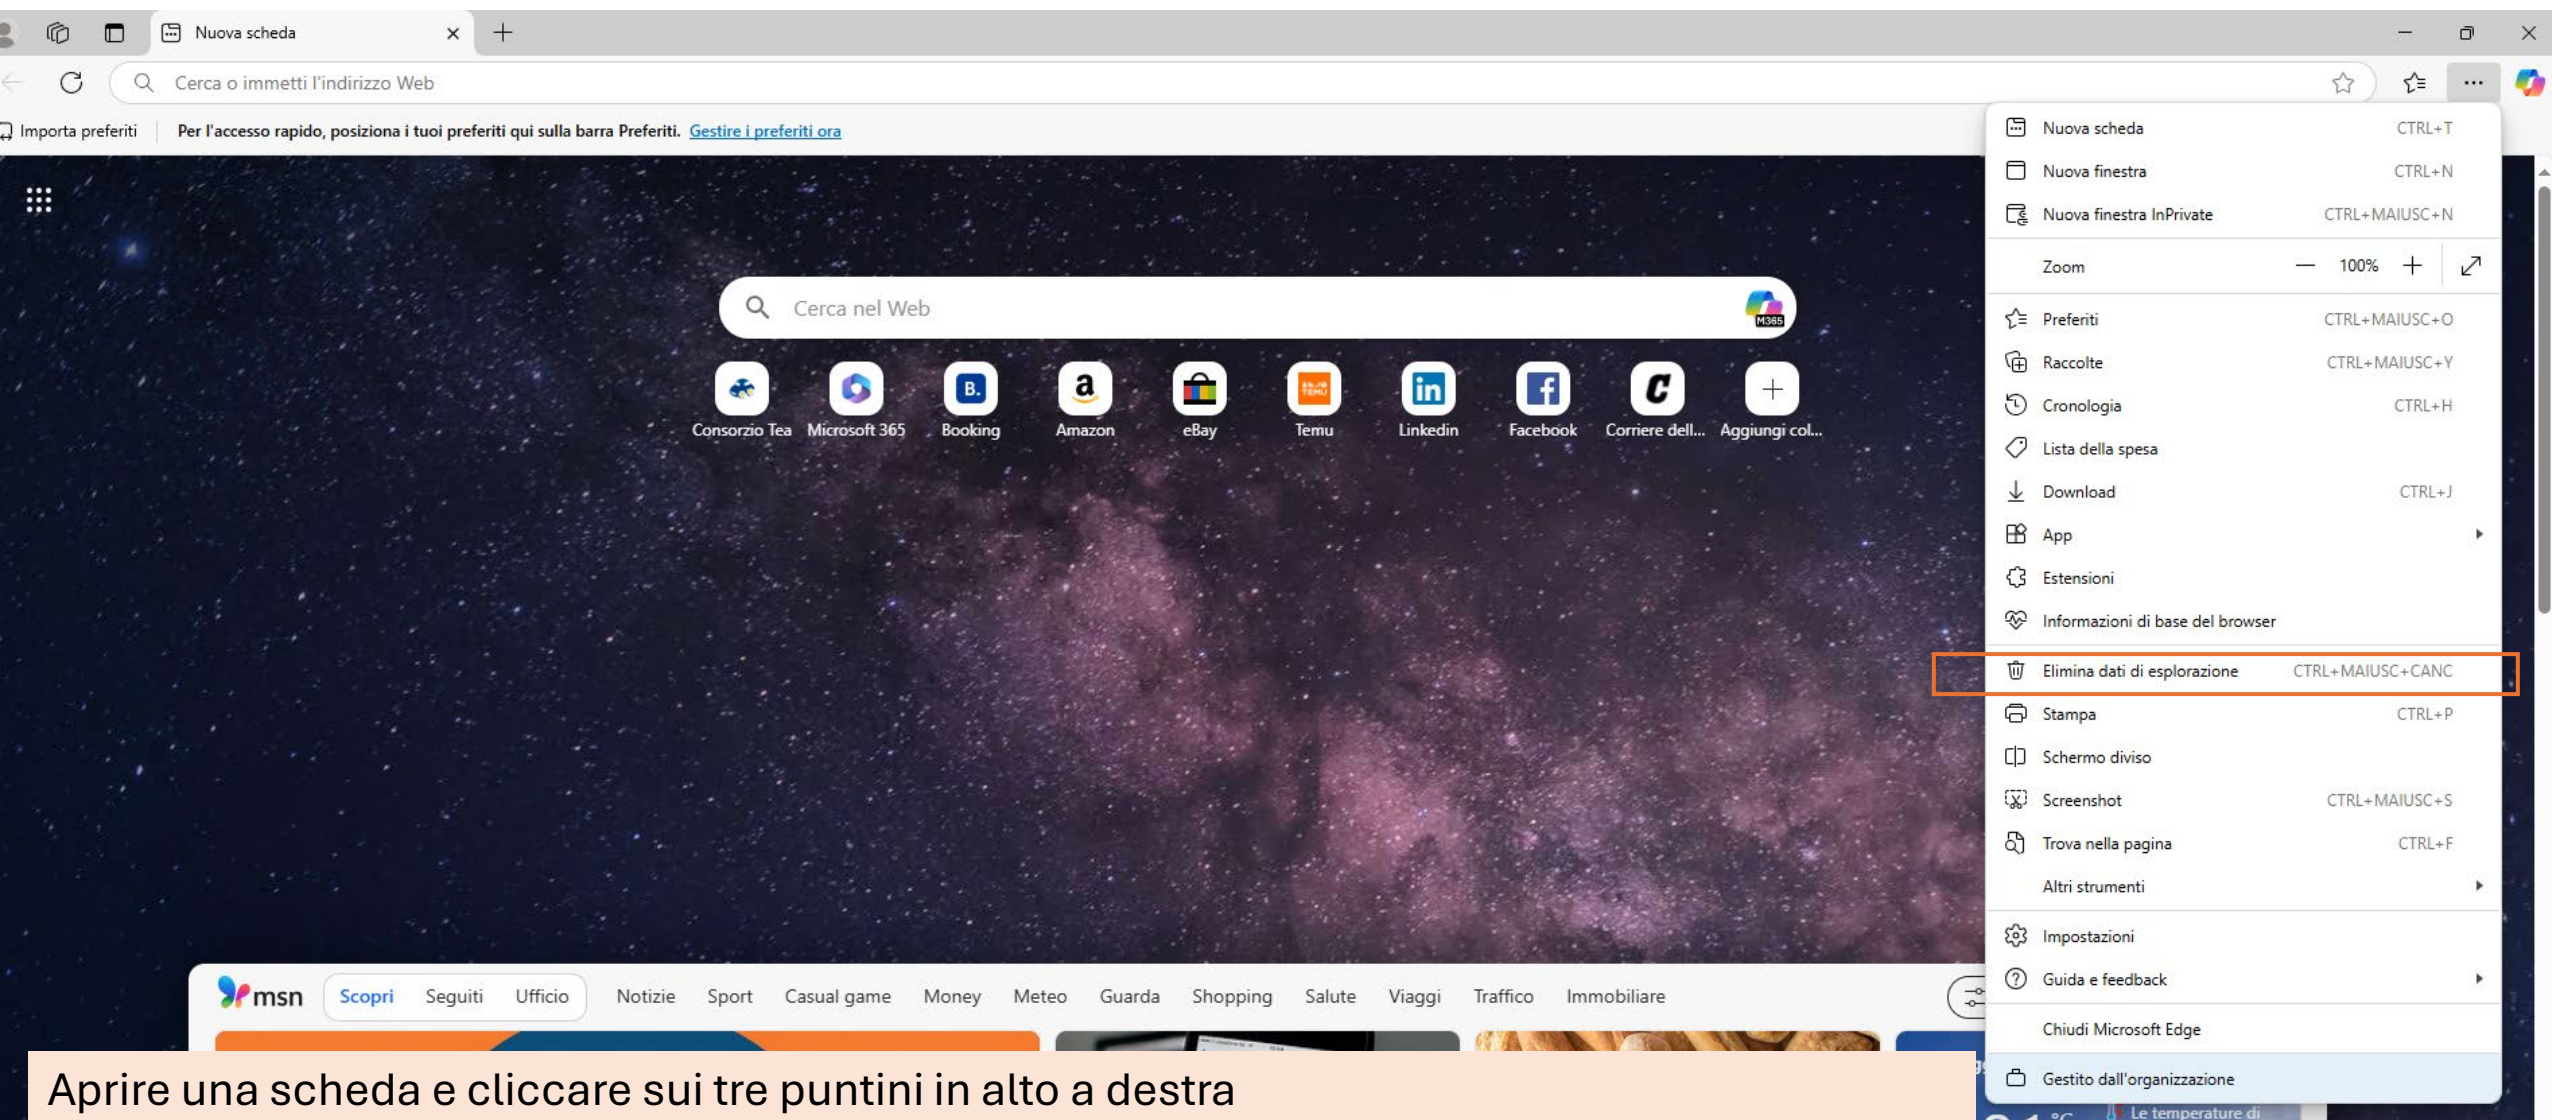 Nuova scheda
Cerca o immetti l'indirizzo Web
Importa preferiti
Per l'accesso rapido, posiziona i tuoi preferiti qui sulla barra Preferiti. Gestire i preferiti ora
Cerca nel Web
M365
Consorzio Tea
Microsoft 365
B.
Booking
a
Amazon
eBay
TEMU
Temu
in
Linkedin
f
Facebook
C
Corriere dell...
Aggiungi col...
Nuova scheda CTRL+T
Nuova finestra CTRL+N
Nuova finestra InPrivate CTRL+MAIUSC+N
Zoom 100%
Preferiti CTRL+MAIUSC+O
Raccolte CTRL+MAIUSC+Y
Cronologia CTRL+H
Lista della spesa
Download CTRL+J
App
Estensioni
Informazioni di base del browser
Elimina dati di esplorazione CTRL+MAIUSC+CANC
Stampa CTRL+P
Schermo diviso
Screenshot CTRL+MAIUSC+S
Trova nella pagina CTRL+F
Altri strumenti
Impostazioni
Guida e feedback
Chiudi Microsoft Edge
Gestito dall'organizzazione
msn Scopri Seguiti Ufficio Notizie Sport Casual game Money Meteo Guarda Shopping Salute Viaggi Traffico Immobiliare
Aprire una scheda e cliccare sui tre puntini in alto a destra
°C
Le temperature di